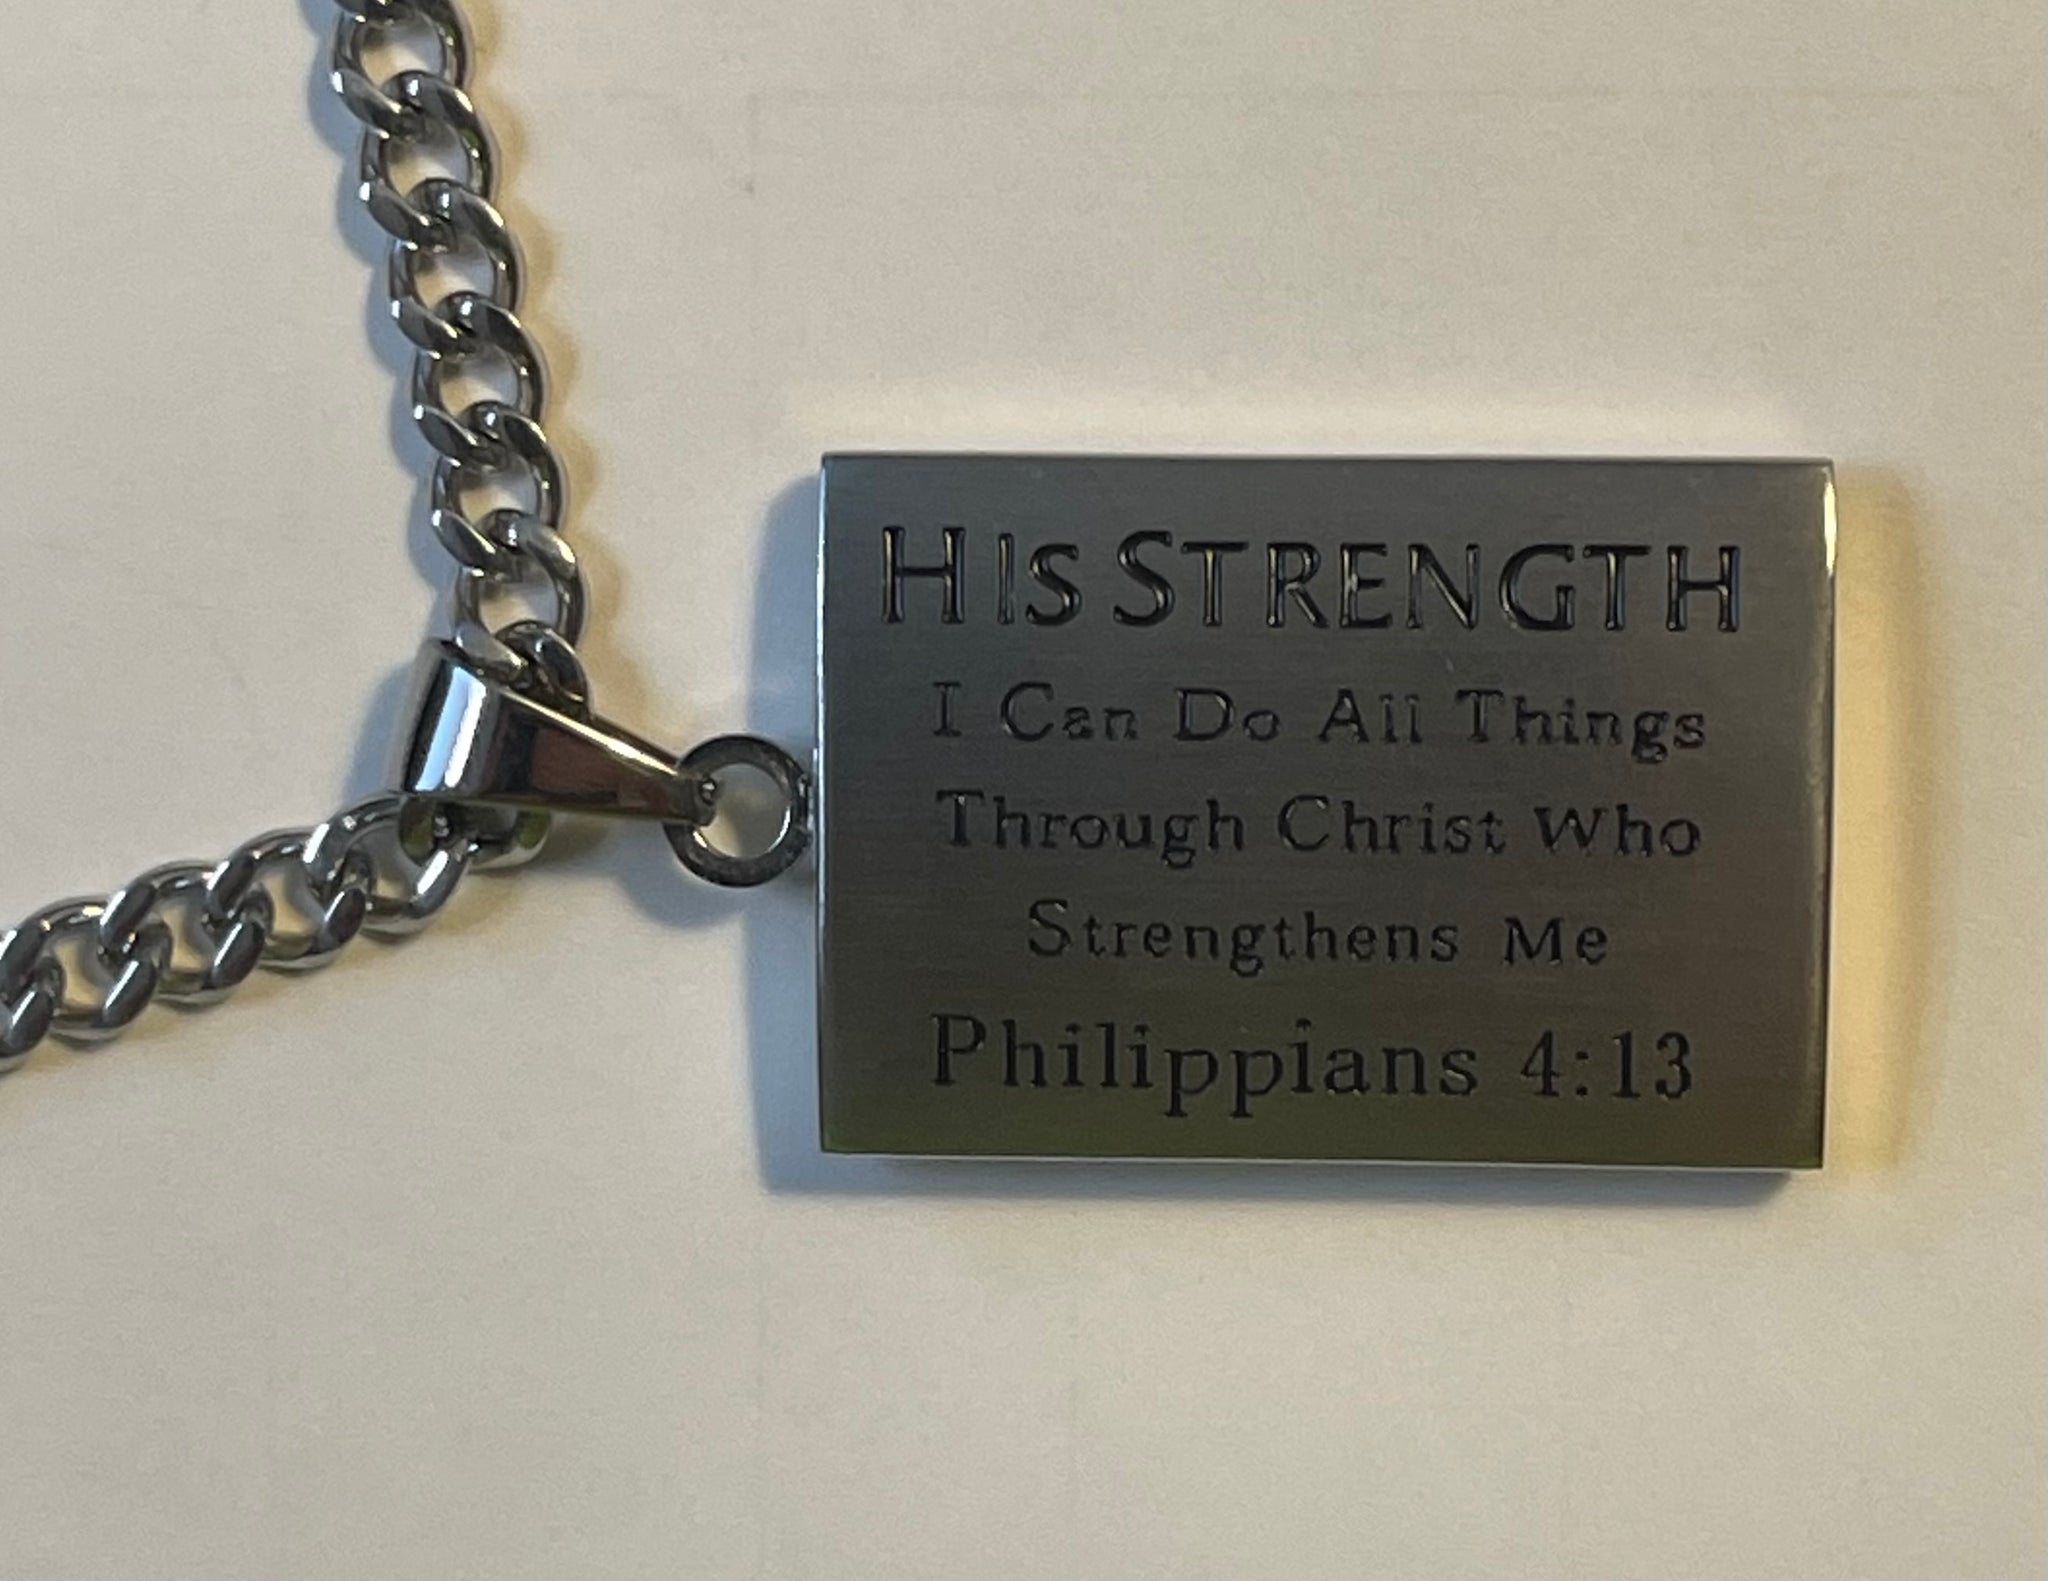 HIS STRENGTH
I Can Do All Things
Through Christ Who
Strengthens Me
Philippians 4:13